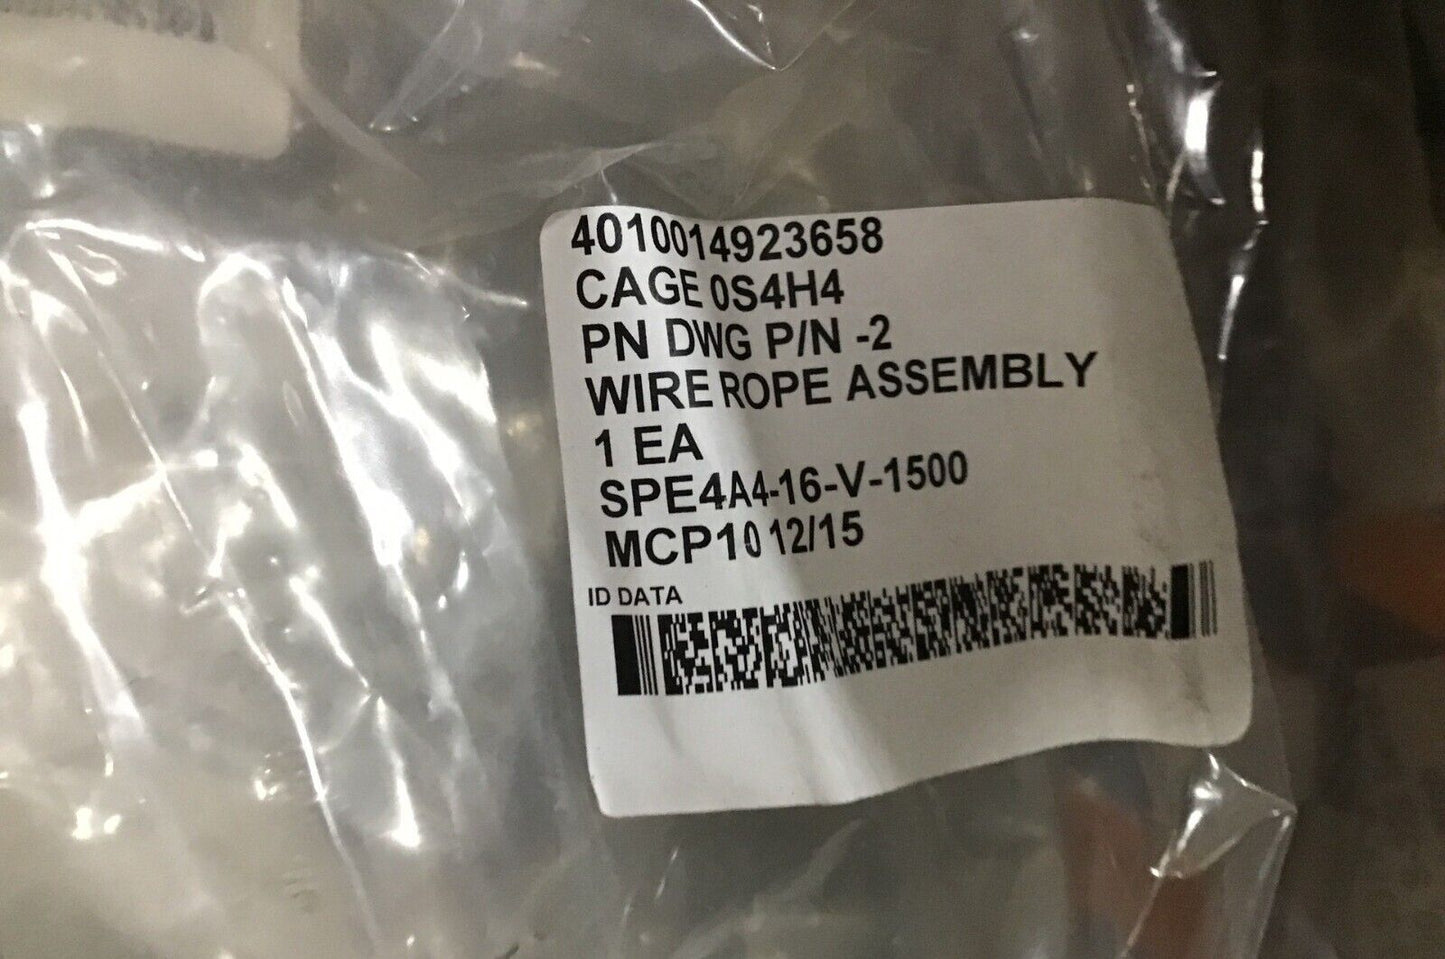 4010014923658
CAGE 0S4H4
PN DWG P/N -2
WIRE ROPE ASSEMBLY
1 EA
SPE4A4-16-V-1500
MCP10 12/15
ID DATA